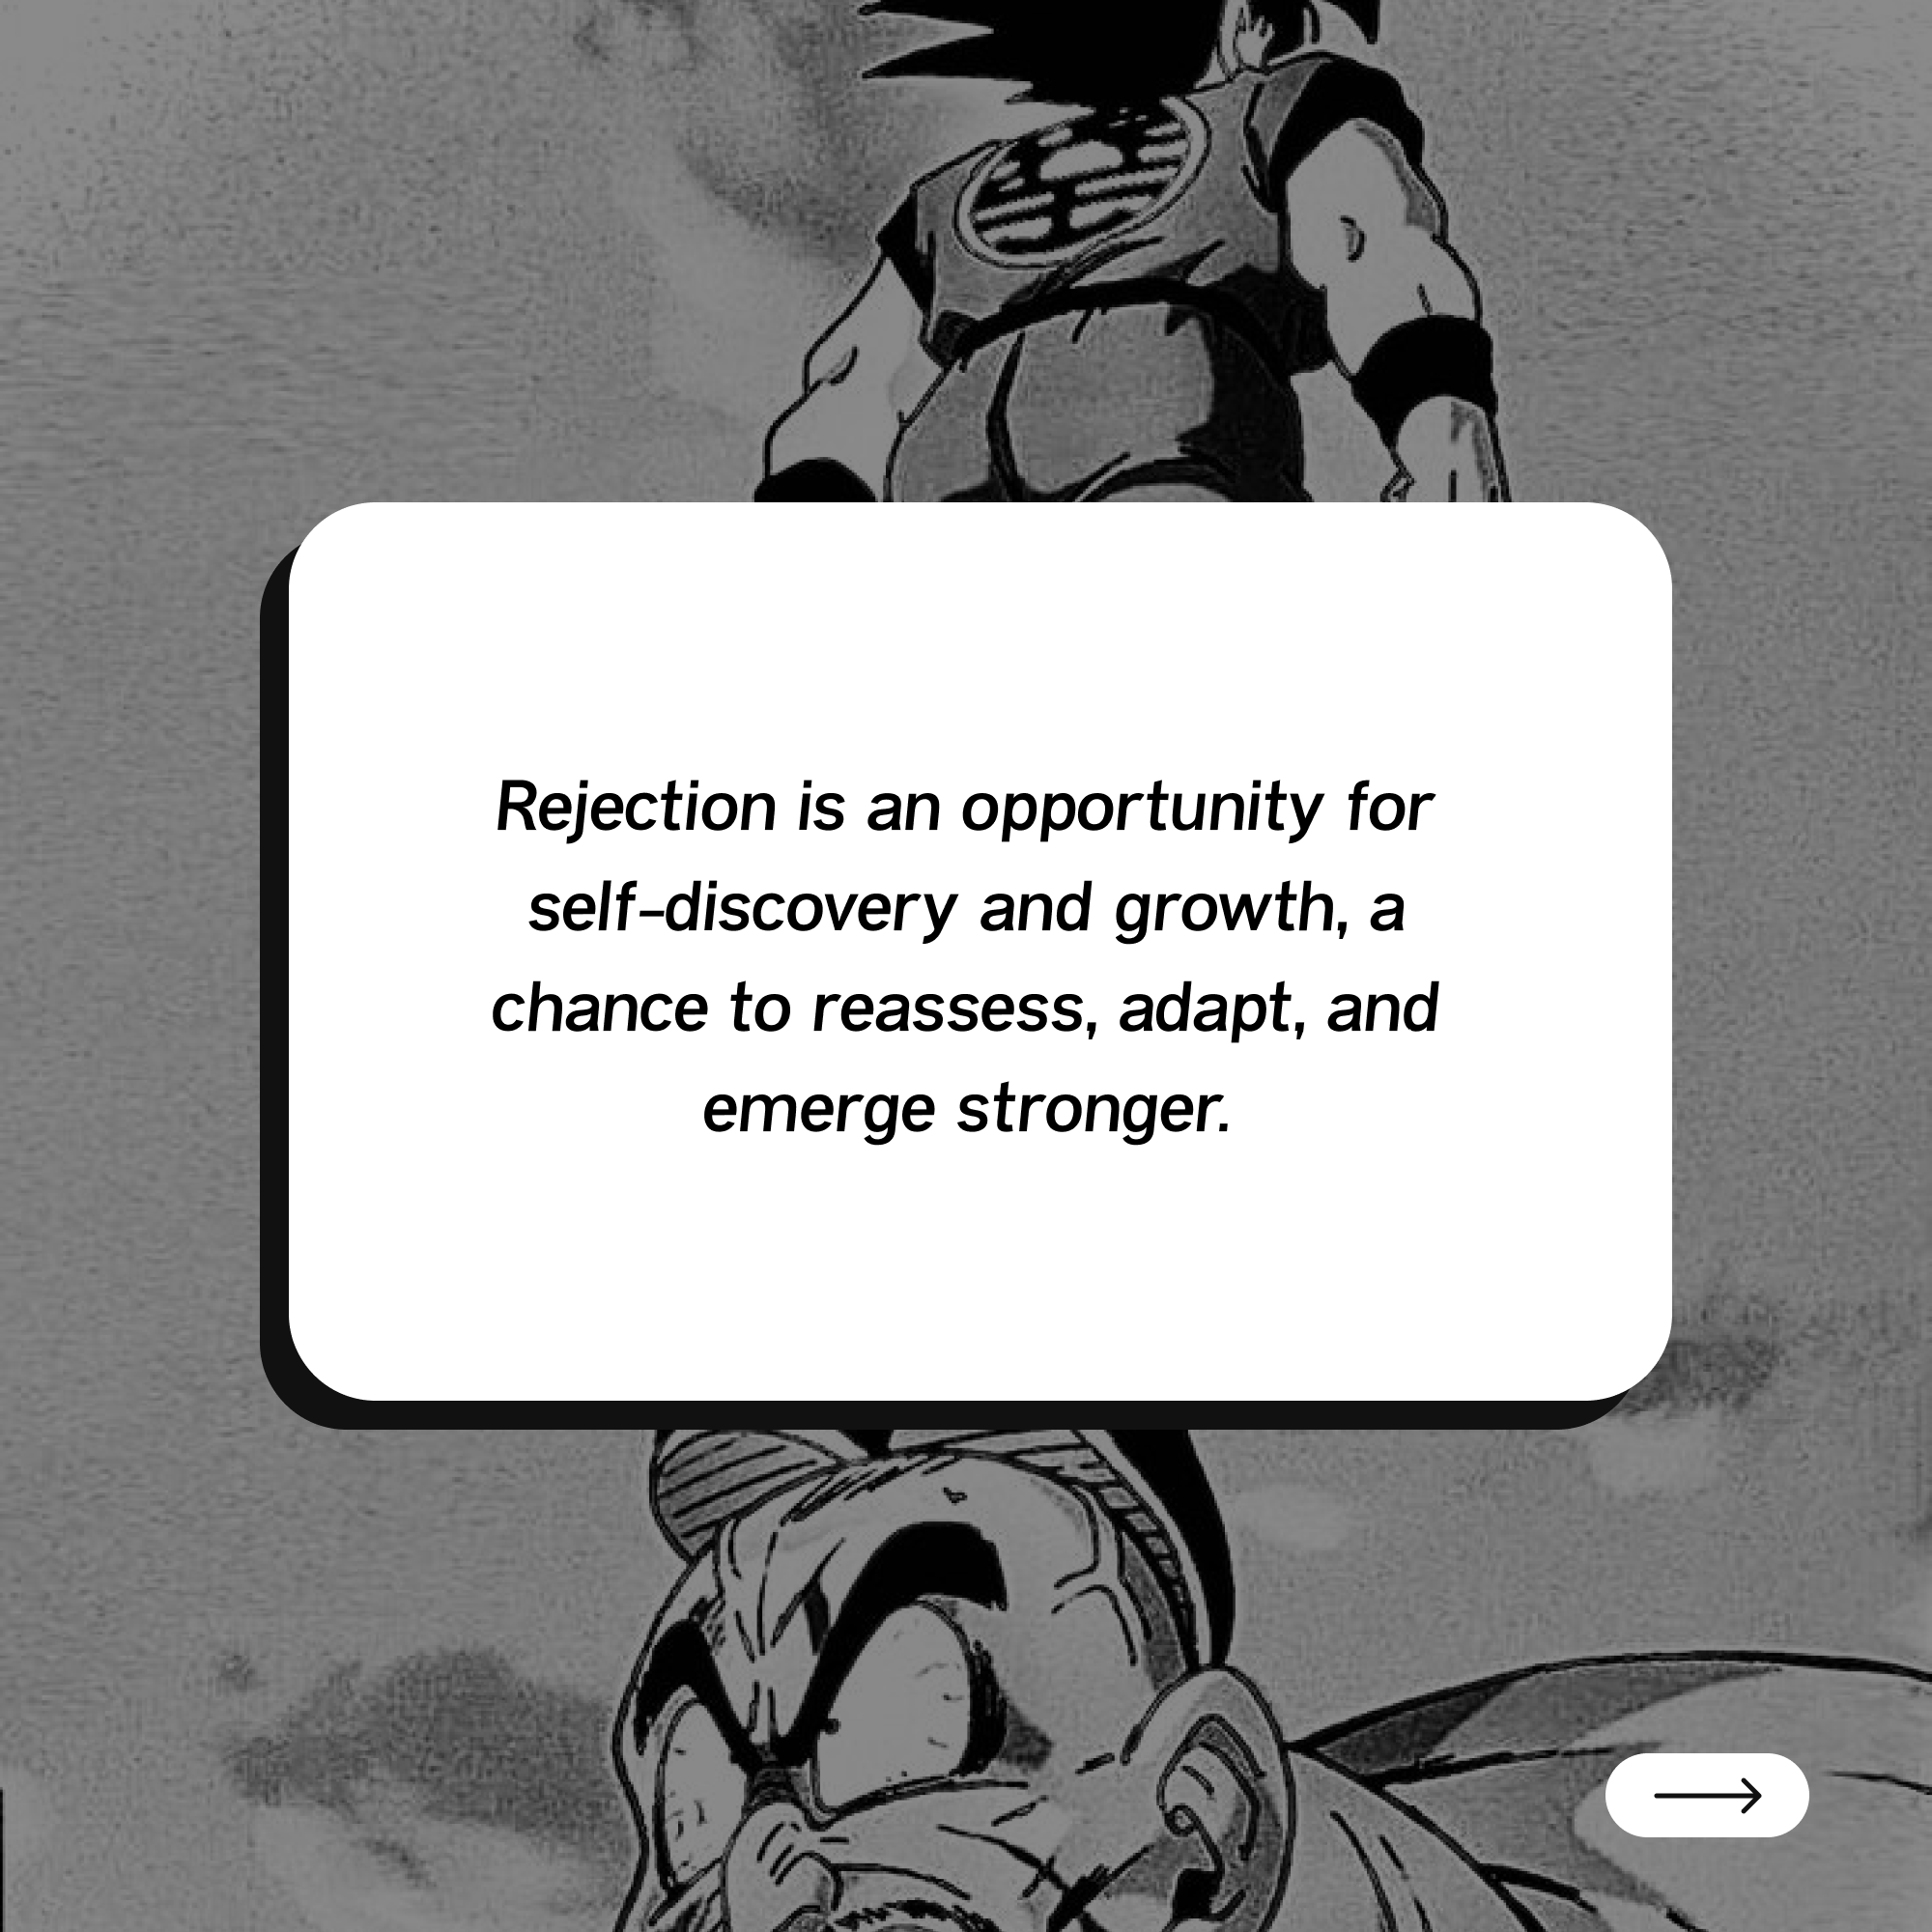 Rejection is an opportunity for
self-discovery and growth, a
chance to reassess, adapt, and
emerge stronger.